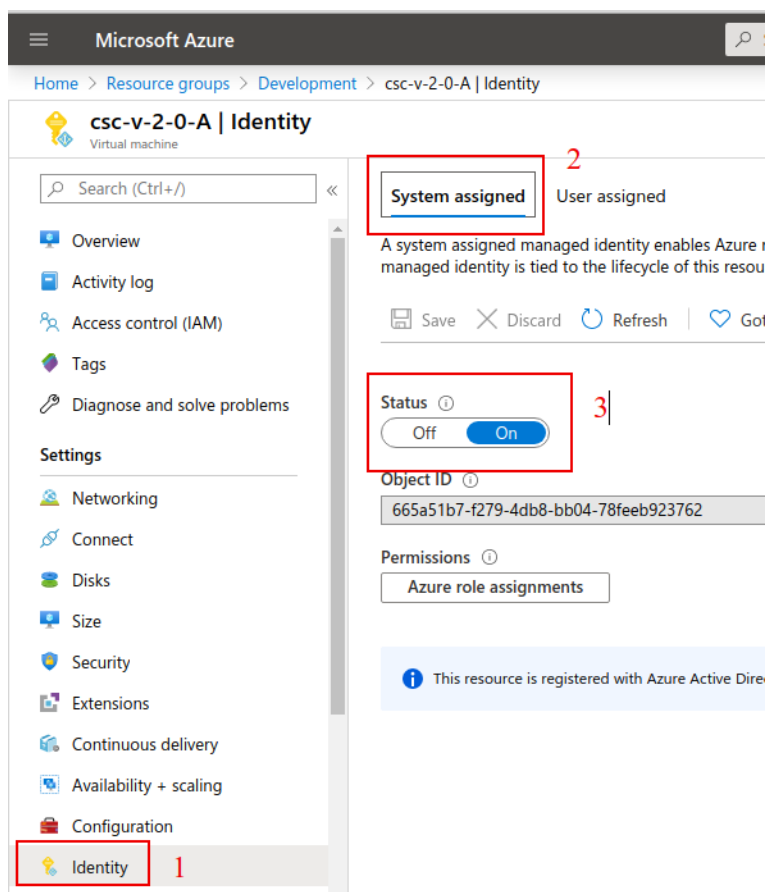 Microsoft Azure
Home > Resource groups > Development > csc-v-2-0-A | Identity
csc-v-2-0-A | Identity
Virtual machine
Search (Ctrl+/)
«
Overview
Activity log
Access control (IAM)
Tags
Diagnose and solve problems
Settings
Networking
Connect
Disks
Size
Security
Extensions
Continuous delivery
Availability + scaling
Configuration
Identity
1
2
System assigned User assigned
A system assigned managed identity enables Azure
managed identity is tied to the lifecycle of this resou
Save Discard Refresh Got
Status
Off On
3
Object ID
665a51b7-f279-4db8-bb04-78feeb923762
Permissions
Azure role assignments
This resource is registered with Azure Active Dire